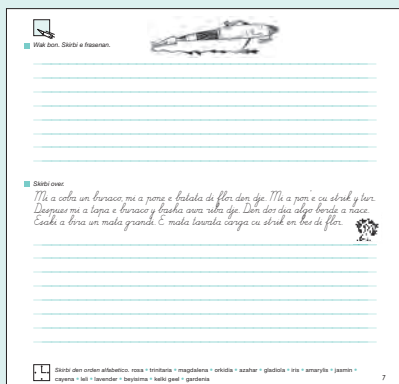 Wak bon. Skirbi e frasenan.
Skirbi over.
Mi a coba un buraco, mi a pone e batata di flor den dje. Mi a pon'e cu strik y tur.
Despues mi a tapa e buraco y basha awa riba dje. Den dos dia algo berde a nace.
Esaki a bira un mata grandi. E mata tawata carga cu strik en bes di flor.
Skirbi den orden alfabetico. rosa • trinitaria • magdalena • orkidia • azahar • gladiola • iris • amarylis • jasmin •
cayena • leli • lavender • beyisima • kelki geel • gardenia
7